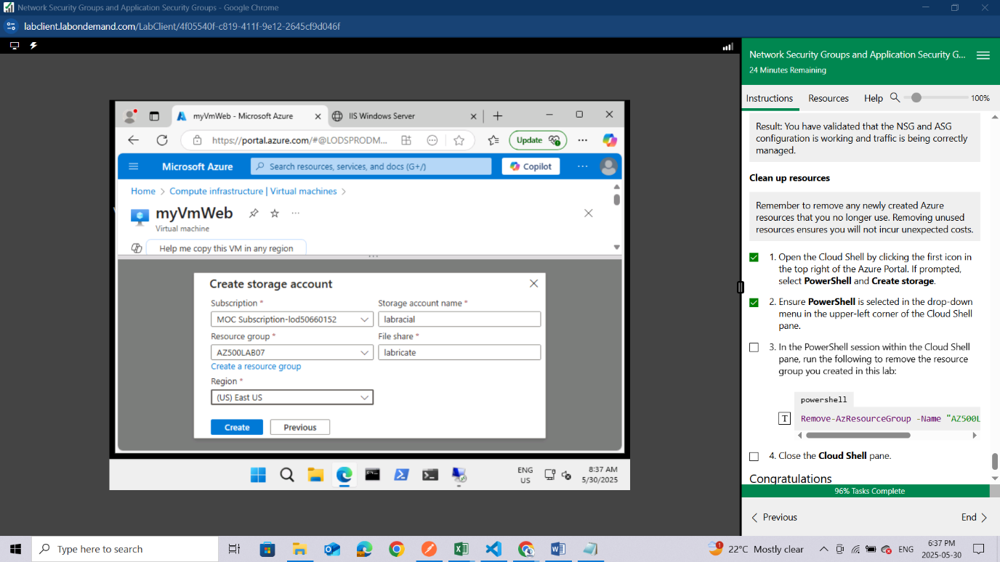 Network Security Groups and Application Security Groups - Google Chrome
labclient.labondemand.com/LabClient/4f05540f-c819-411f-9e12-2645cf9d046f
myVmWeb - Microsoft Azure
IIS Windows Server
https://portal.azure.com/#@LODSPRODM...
Update
Microsoft Azure
Search resources, services, and docs (G+/)
Copilot
Home > Compute infrastructure | Virtual machines >
myVmWeb
Virtual machine
Help me copy this VM in any region
Create storage account
Subscription *
Storage account name *
MOC Subscription-lod50660152
labracial
Resource group *
File share *
AZ500LAB07
labricate
Create a resource group
Region *
(US) East US
Create
Previous
ENG
US
8:37 AM
5/30/2025
Network Security Groups and Application Security G...
24 Minutes Remaining
Instructions
Resources
Help
100%
Result: You have validated that the NSG and ASG
configuration is working and traffic is being correctly
managed.
Clean up resources
Remember to remove any newly created Azure
resources that you no longer use. Removing unused
resources ensures you will not incur unexpected costs.
1. Open the Cloud Shell by clicking the first icon in
the top right of the Azure Portal. If prompted,
select PowerShell and Create storage.
2. Ensure PowerShell is selected in the drop-down
menu in the upper-left corner of the Cloud Shell
pane.
3. In the PowerShell session within the Cloud Shell
pane, run the following to remove the resource
group you created in this lab:
powershell
T
Remove-AzResourceGroup -Name "AZ500L
4. Close the Cloud Shell pane.
Congratulations
96% Tasks Complete
< Previous
End >
Type here to search
1
22°C Mostly clear
ENG
6:37 PM
2025-05-30